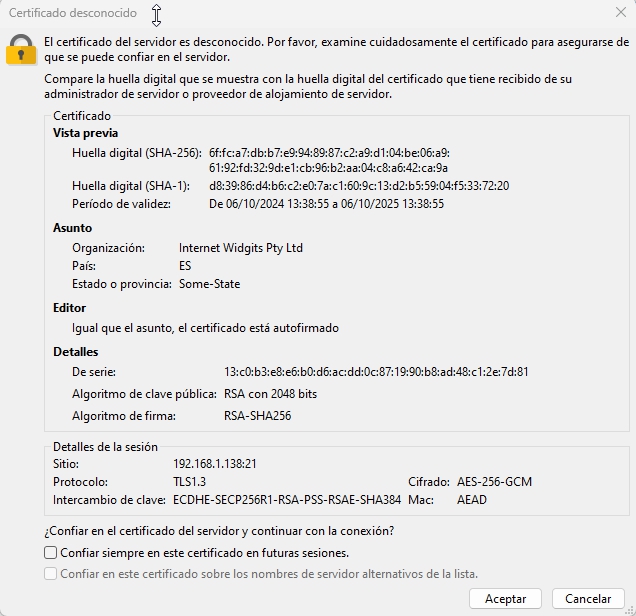 Certificado desconocido
El certificado del servidor es desconocido. Por favor, examine cuidadosamente el certificado para asegurarse de
que se puede confiar en el servidor.
Compare la huella digital que se muestra con la huella digital del certificado que tiene recibido de su
administrador de servidor o proveedor de alojamiento de servidor.
Certificado
Vista previa
Huella digital (SHA-256): 6f:fc:a7:db:b7:e9:94:89:87:c2:a9:d1:04:be:06:a9:
61:92:fd:32:9d:e1:cb:96:b2:aa:04:c8:a6:42:ca:9a
Huella digital (SHA-1): d8:39:86:d4:b6:c2:e0:7a:c1:60:9c:13:d2:b5:59:04:f5:33:72:20
Período de validez: De 06/10/2024 13:38:55 a 06/10/2025 13:38:55
Asunto
Organización: Internet Widgits Pty Ltd
País: ES
Estado o provincia: Some-State
Editor
Igual que el asunto, el certificado está autofirmado
Detalles
De serie: 13:c0:b3:e8:e6:b0:d6:ac:dd:0c:87:19:90:b8:ad:48:c1:2e:7d:81
Algoritmo de clave pública: RSA con 2048 bits
Algoritmo de firma: RSA-SHA256
Detalles de la sesión
Sitio: 192.168.1.138:21
Protocolo: TLS1.3 Cifrado: AES-256-GCM
Intercambio de clave: ECDHE-SECP256R1-RSA-PSS-RSAE-SHA384 Mac: AEAD
¿Confiar en el certificado del servidor y continuar con la conexión?
Confiar siempre en este certificado en futuras sesiones.
Confiar en este certificado sobre los nombres de servidor alternativos de la lista.
Aceptar Cancelar